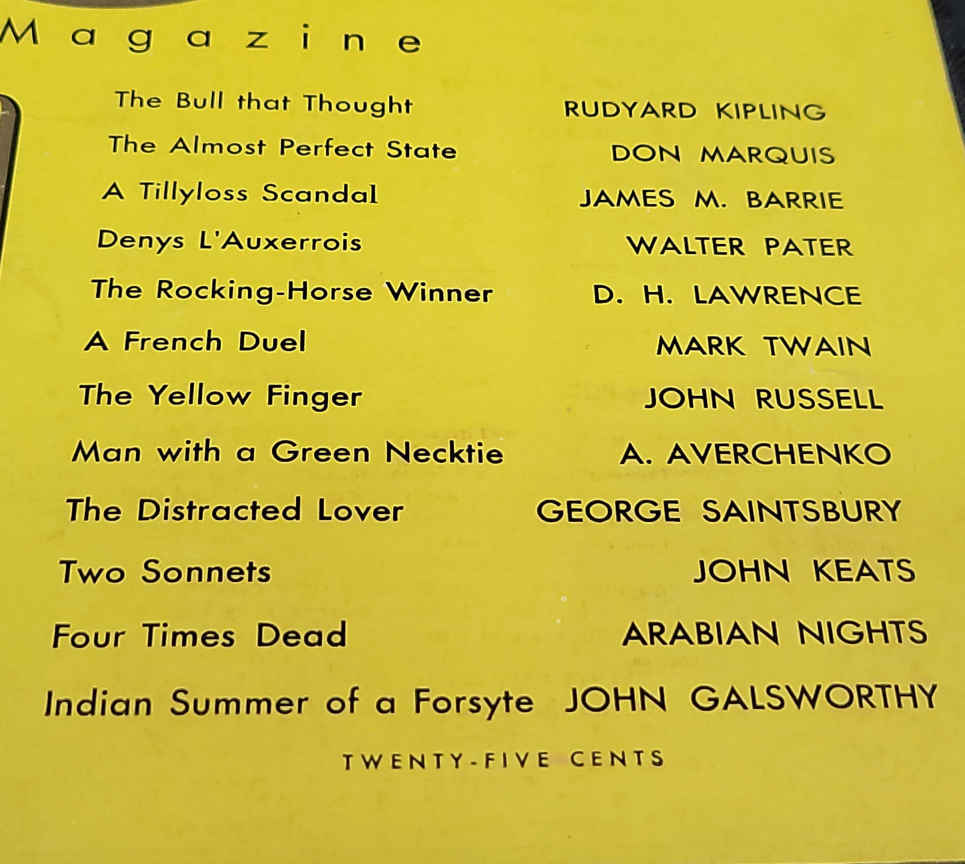 Magazine
The Bull that Thought RUDYARD KIPLING
The Almost Perfect State DON MARQUIS
A Tillyloss Scandal JAMES M. BARRIE
Denys L'Auxerrois WALTER PATER
The Rocking-Horse Winner D. H. LAWRENCE
A French Duel MARK TWAIN
The Yellow Finger JOHN RUSSELL
Man with a Green Necktie A. AVERCHENKO
The Distracted Lover GEORGE SAINTSBURY
Two Sonnets JOHN KEATS
Four Times Dead ARABIAN NIGHTS
Indian Summer of a Forsyte JOHN GALSWORTHY
TWENTY-FIVE CENTS